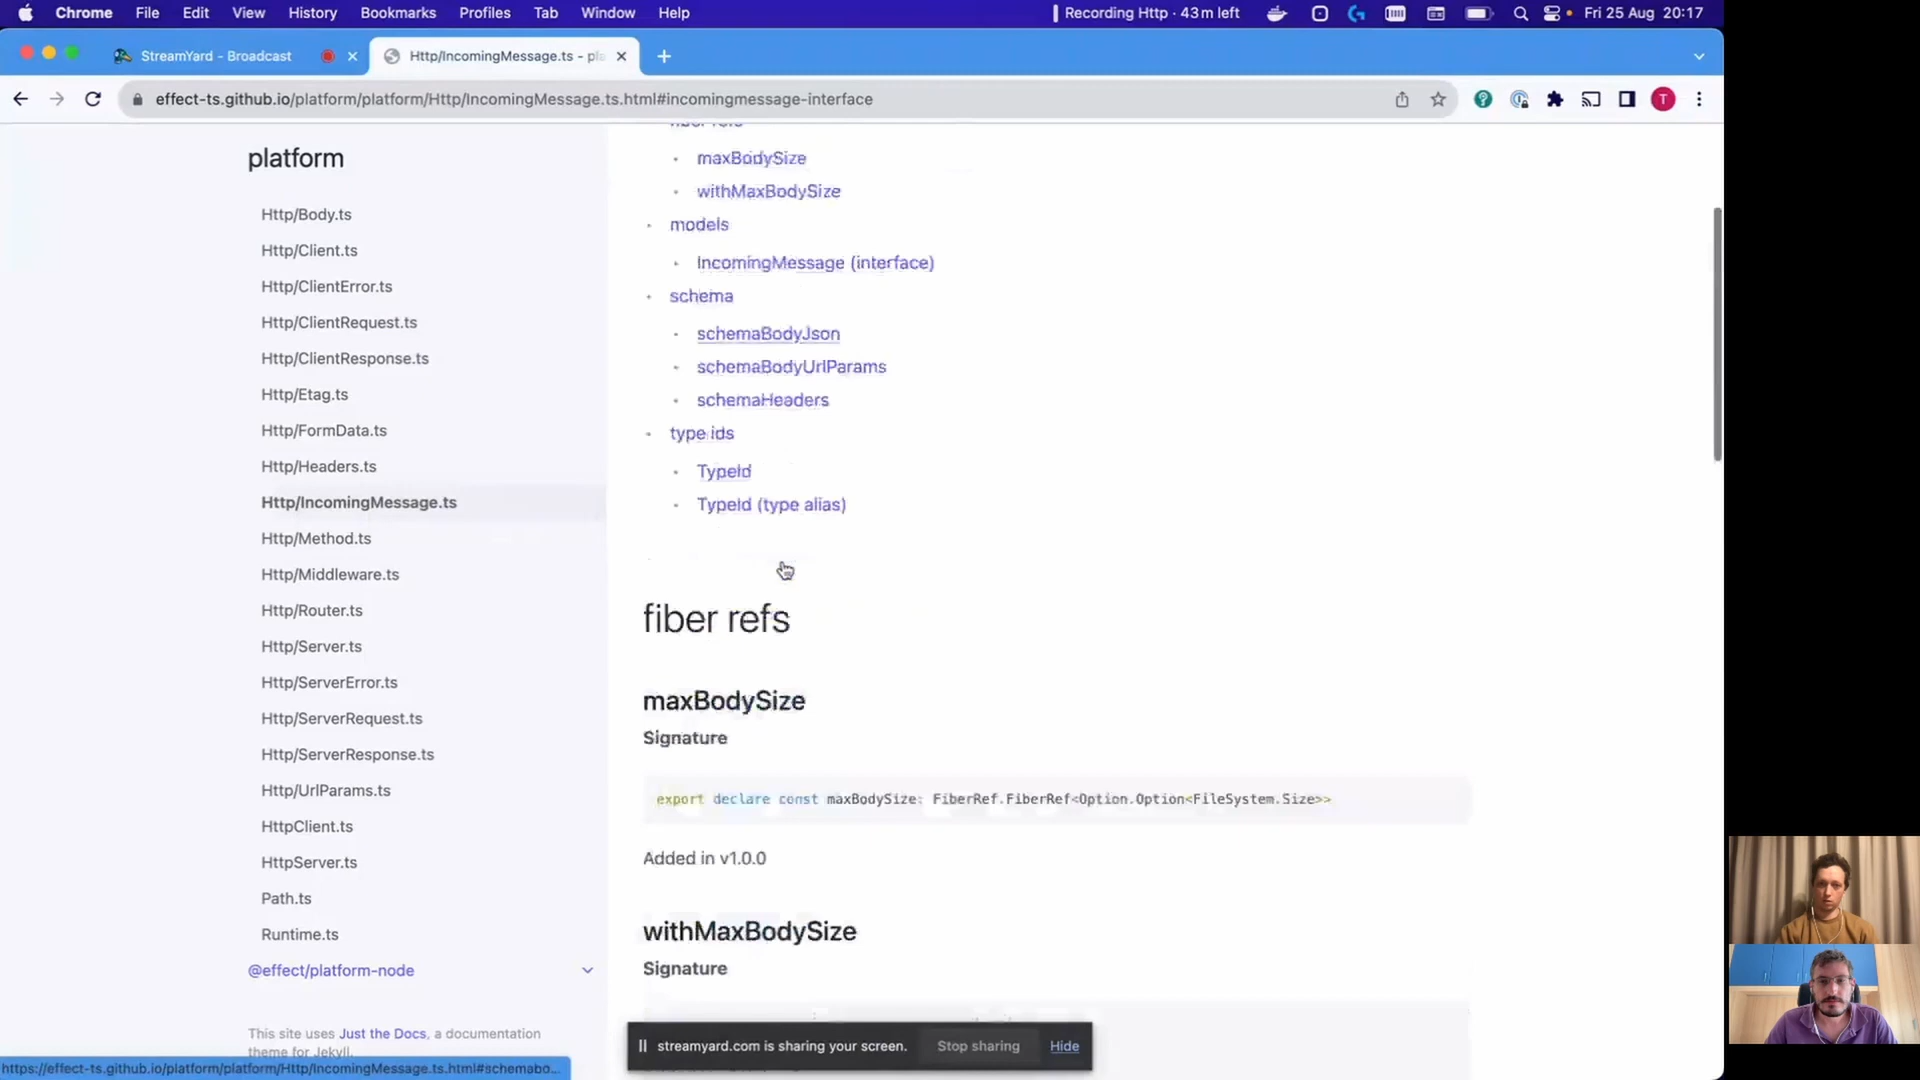 Chrome File Edit View History Bookmarks Profiles Tab Window Help
Recording Http · 43m left
Fri 25 Aug 20:17
StreamYard - Broadcast
Http/IncomingMessage.ts - pla
effect-ts.github.io/platform/platform/Http/IncomingMessage.ts.html#incomingmessage-interface
T
platform
Http/Body.ts
Http/Client.ts
Http/ClientError.ts
Http/ClientRequest.ts
Http/ClientResponse.ts
Http/Etag.ts
Http/FormData.ts
Http/Headers.ts
Http/IncomingMessage.ts
Http/Method.ts
Http/Middleware.ts
Http/Router.ts
Http/Server.ts
Http/ServerError.ts
Http/ServerRequest.ts
Http/ServerResponse.ts
Http/UrlParams.ts
HttpClient.ts
HttpServer.ts
Path.ts
Runtime.ts
@effect/platform-node
This site uses Just the Docs, a documentation
theme for Jekyll.
https://effect-ts.github.io/platform/platform/Http/IncomingMessage.ts.html#schemabo...
fiber refs
maxBodySize
withMaxBodySize
models
IncomingMessage (interface)
schema
schemaBodyJson
schemaBodyUrlParams
schemaHeaders
type ids
TypeId
TypeId (type alias)
fiber refs
maxBodySize
Signature
export declare const maxBodySize: FiberRef.FiberRef<Option.Option<FileSystem.Size>>
Added in v1.0.0
withMaxBodySize
Signature
streamyard.com is sharing your screen.
Stop sharing
Hide